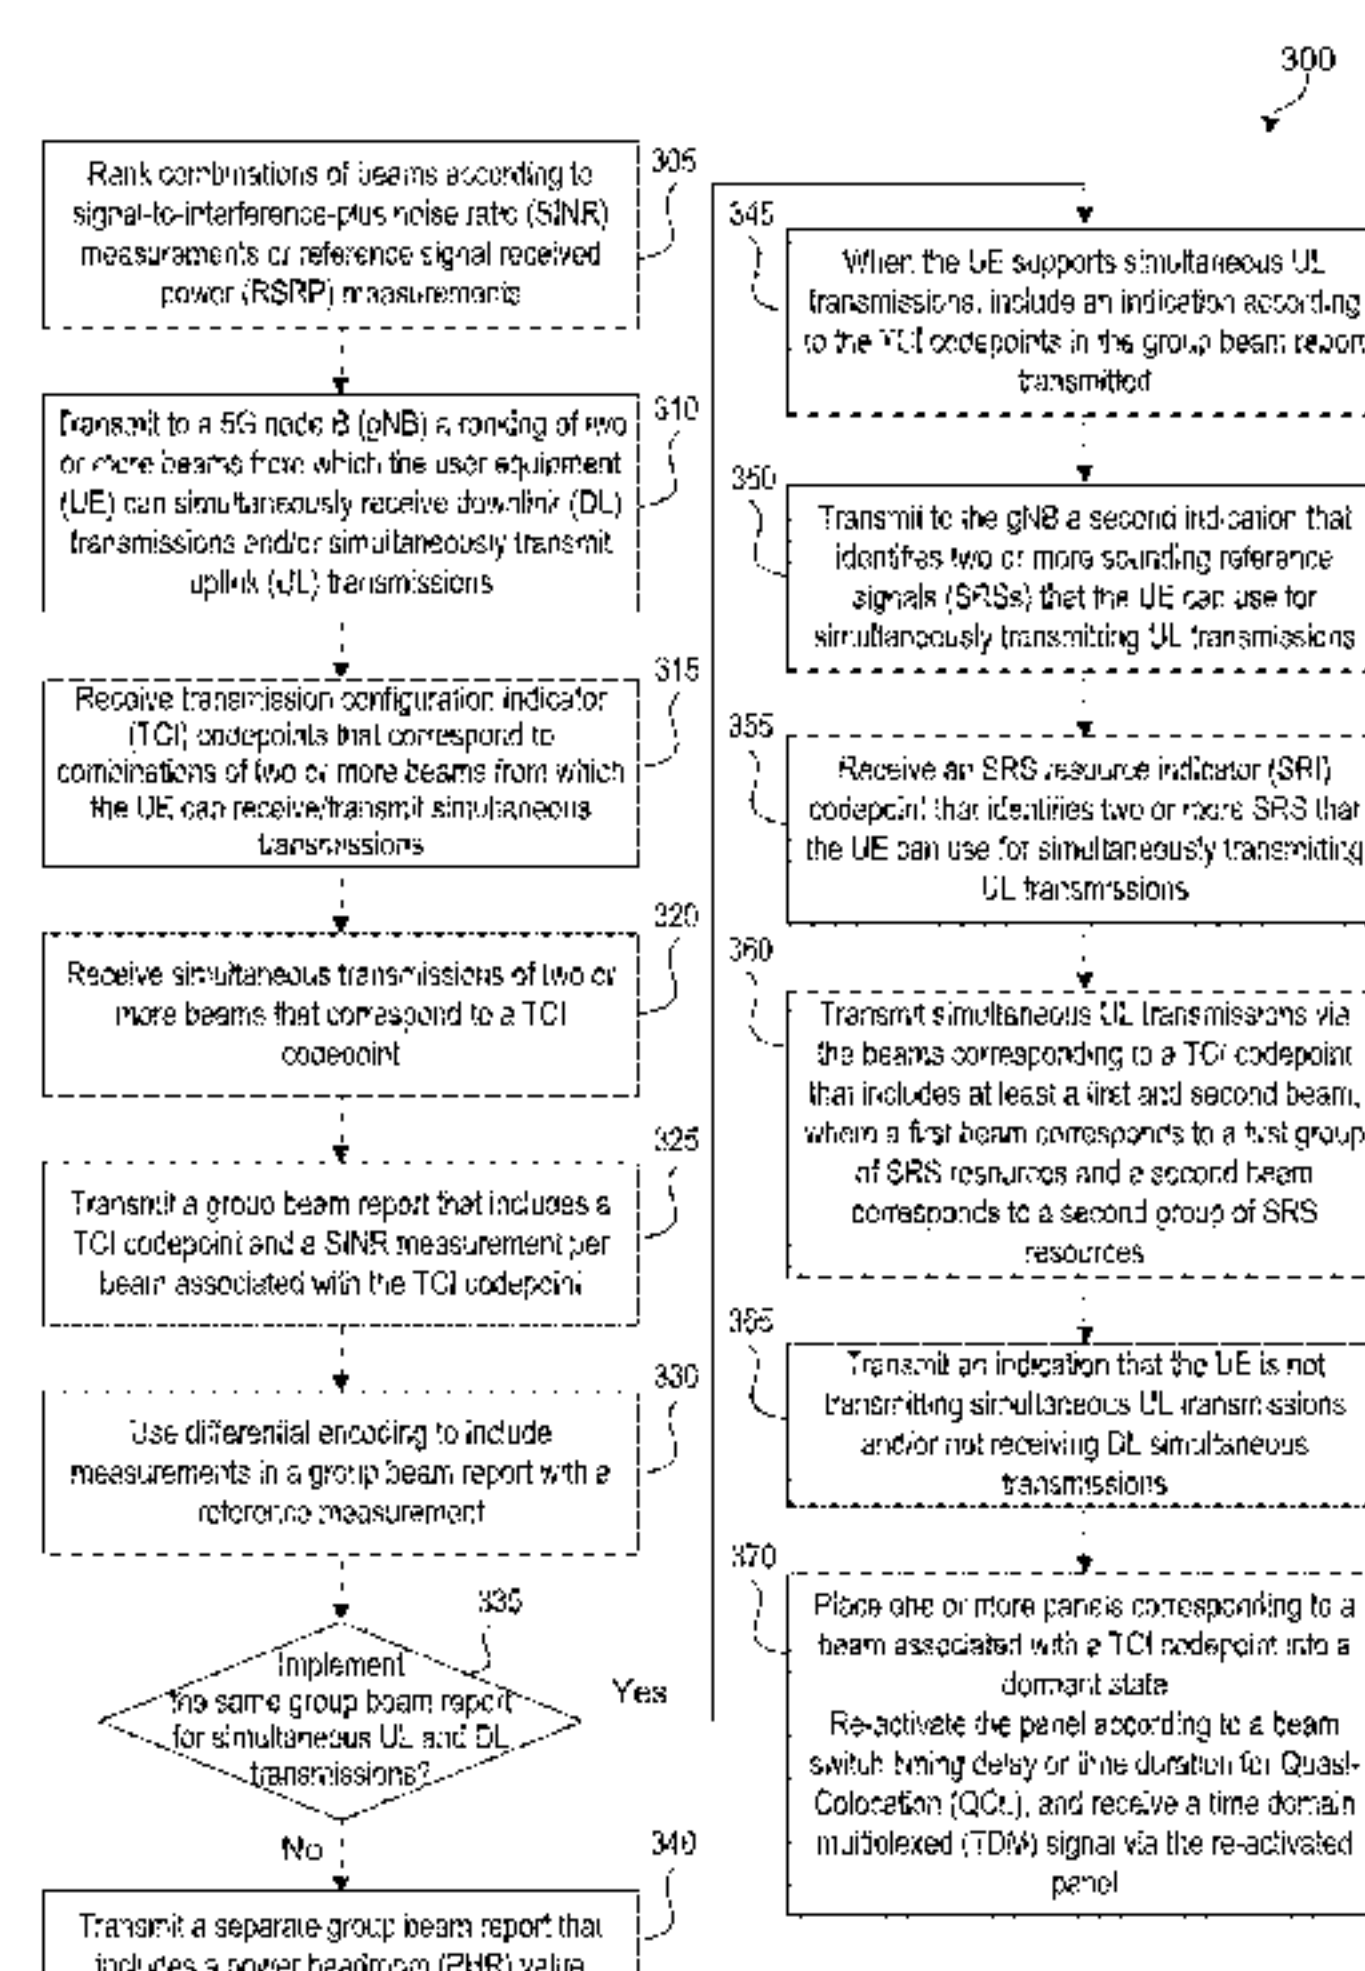 300
305
Rank combinations of beams according to
signal-to-interference-plus noise ratio (SINR)
measurements or reference signal received
power (RSRP) measurements
310
Transmit to a 5G node B (gNB) a ranking of two
or more beams from which the user equipment
(UE) can simultaneously receive downlink (DL)
transmissions and/or simultaneously transmit
uplink (UL) transmissions
315
Receive transmission configuration indicator
(TCI) codepoints that correspond to
combinations of two or more beams from which
the UE can receive/transmit simultaneous
transmissions
320
Receive simultaneous transmissions of two or
more beams that correspond to a TCI
codepoint
325
Transmit a group beam report that includes a
TCI codepoint and a SINR measurement per
beam associated with the TCI codepoint
330
Use differential encoding to include
measurements in a group beam report with a
reference measurement
335
Implement
the same group beam report
for simultaneous UL and DL
transmissions?
Yes
No
340
Transmit a separate group beam report that
includes a power headroom (PHR) value
345
When the UE supports simultaneous UL
transmissions, include an indication according
to the TCI codepoints in the group beam report
transmitted
350
Transmit to the gNB a second indication that
identifies two or more sounding reference
signals (SRSs) that the UE can use for
simultaneously transmitting UL transmissions
355
Receive an SRS resource indicator (SRI)
codepoint that identifies two or more SRS that
the UE can use for simultaneously transmitting
UL transmissions
360
Transmit simultaneous UL transmissions via
the beams corresponding to a TCI codepoint
that includes at least a first and second beam,
where a first beam corresponds to a first group
of SRS resources and a second beam
corresponds to a second group of SRS
resources
365
Transmit an indication that the UE is not
transmitting simultaneous UL transmissions
and/or not receiving DL simultaneous
transmissions
370
Place one or more panels corresponding to a
beam associated with a TCI codepoint into a
dormant state
Re-activate the panel according to a beam
switch timing delay or time duration for Quasi-
Colocation (QCL), and receive a time domain
multiplexed (TDM) signal via the re-activated
panel